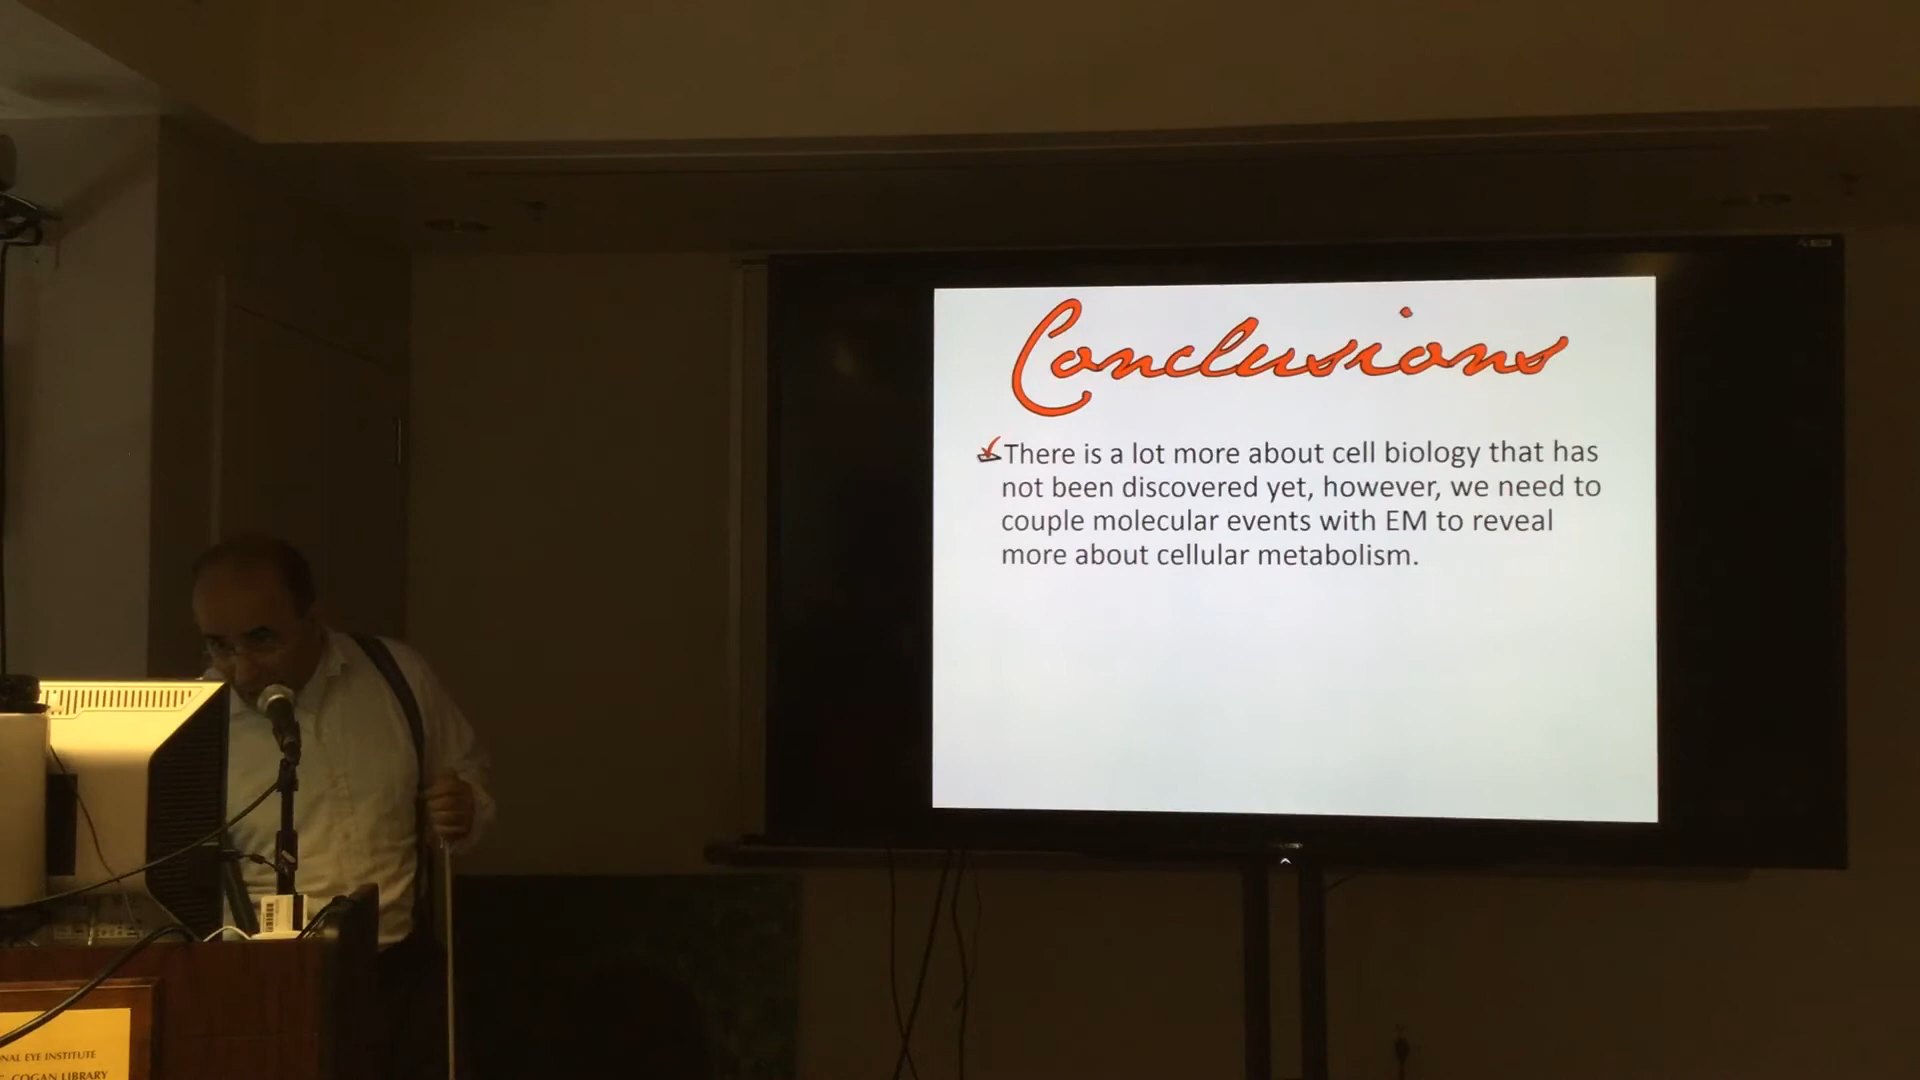 Conclusions
There is a lot more about cell biology that has
not been discovered yet, however, we need to
couple molecular events with EM to reveal
more about cellular metabolism.
NAL EYE INSTITUTE
COGAN LIBRARY